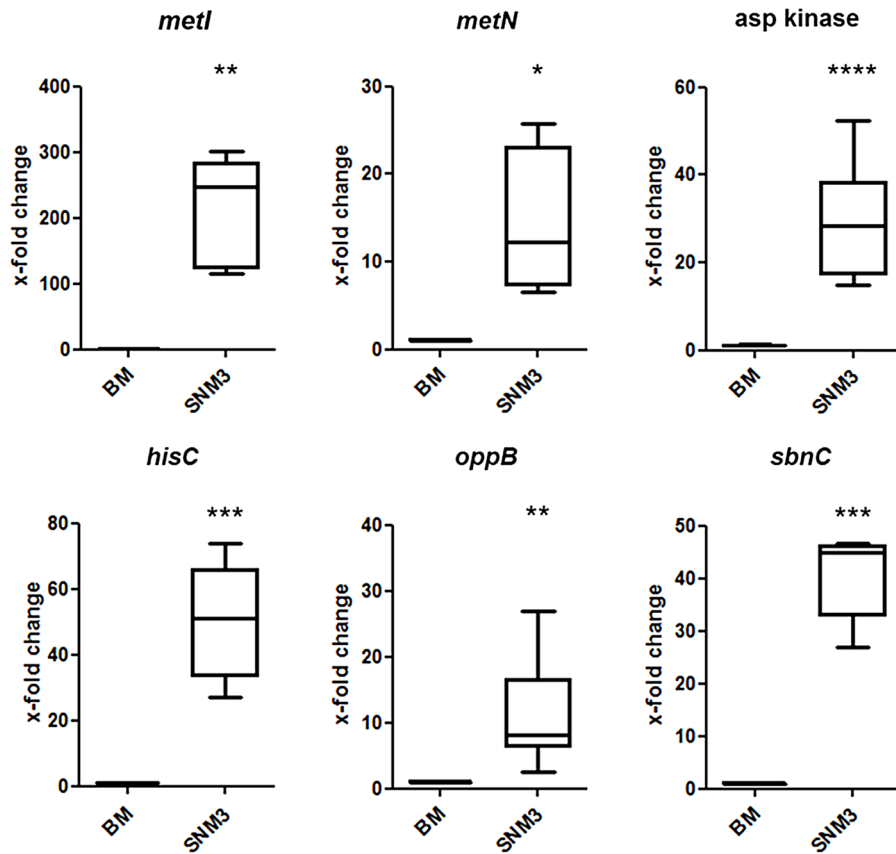 metI
**
x-fold change
400
300
200
100
0
BM
SNM3
metN
*
x-fold change
30
20
10
0
BM
SNM3
asp kinase
****
x-fold change
60
40
20
0
BM
SNM3
hisC
***
x-fold change
80
60
40
20
0
BM
SNM3
oppB
**
x-fold change
40
30
20
10
0
BM
SNM3
sbnC
***
x-fold change
50
40
30
20
10
0
BM
SNM3